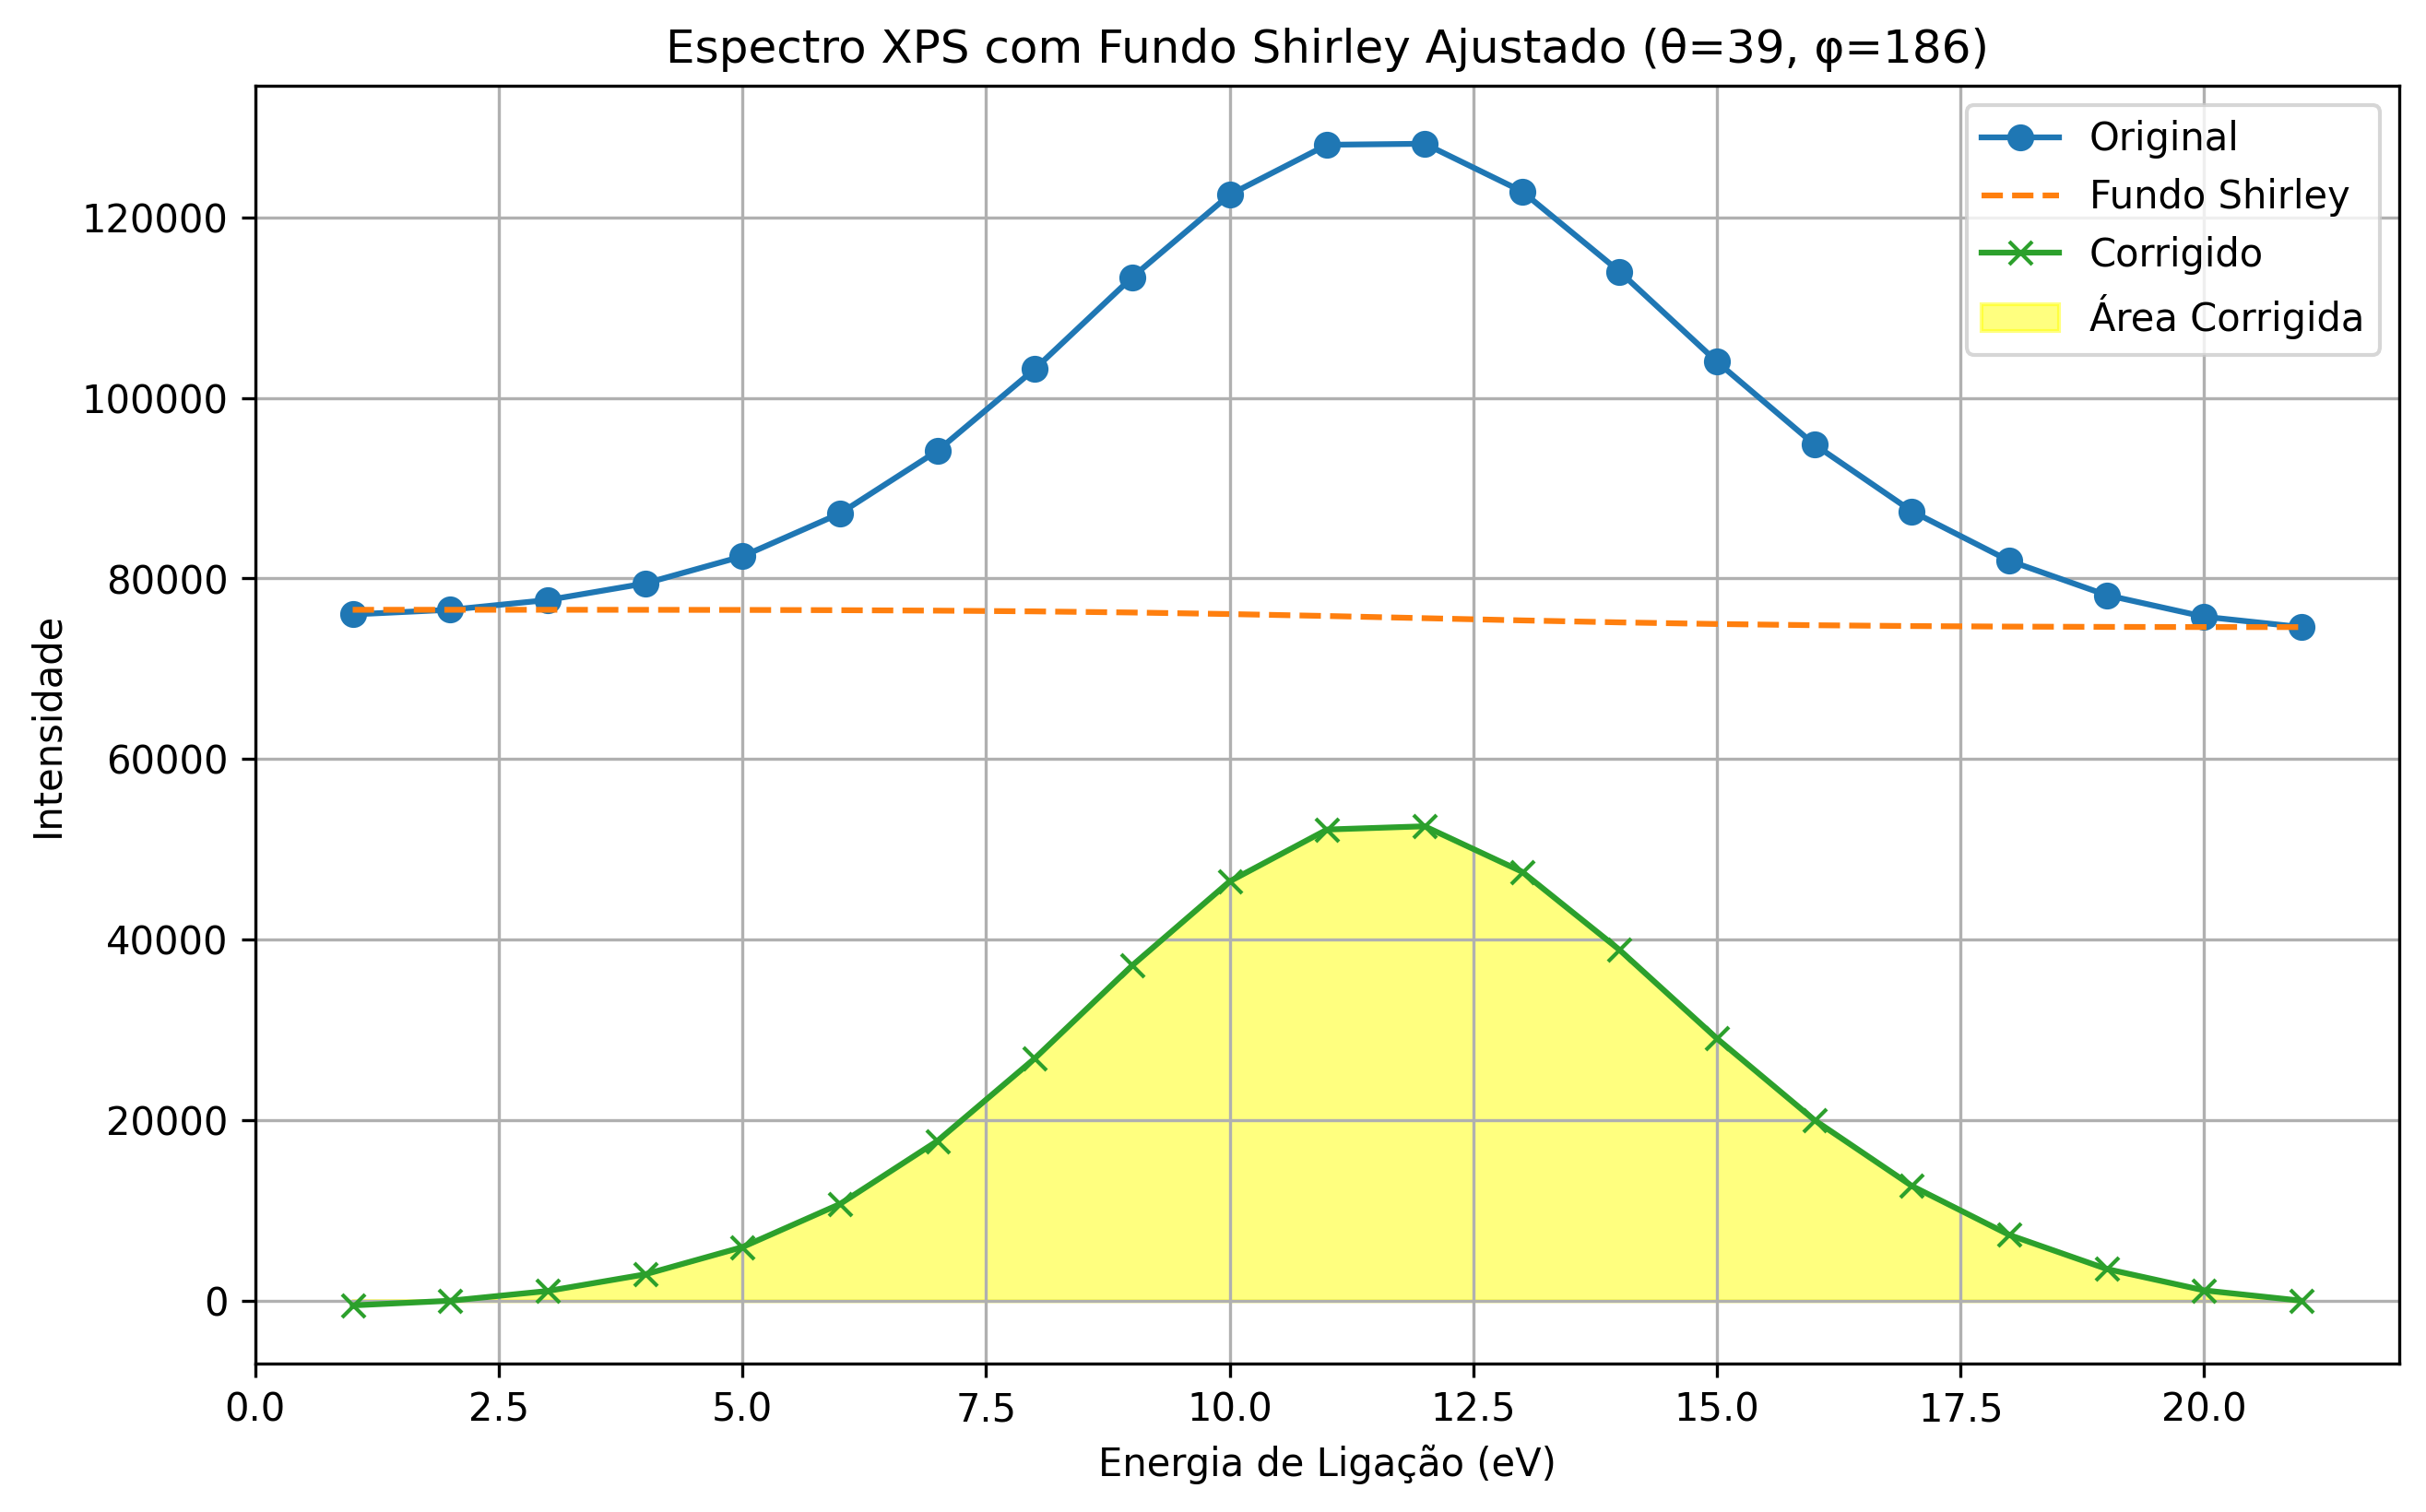 Espectro XPS com Fundo Shirley Ajustado (θ=39, φ=186)
Original
Fundo Shirley
Corrigido
Área Corrigida
Intensidade
120000
100000
80000
60000
40000
20000
0
0.0 2.5 5.0 7.5 10.0 12.5 15.0 17.5 20.0
Energia de Ligação (eV)